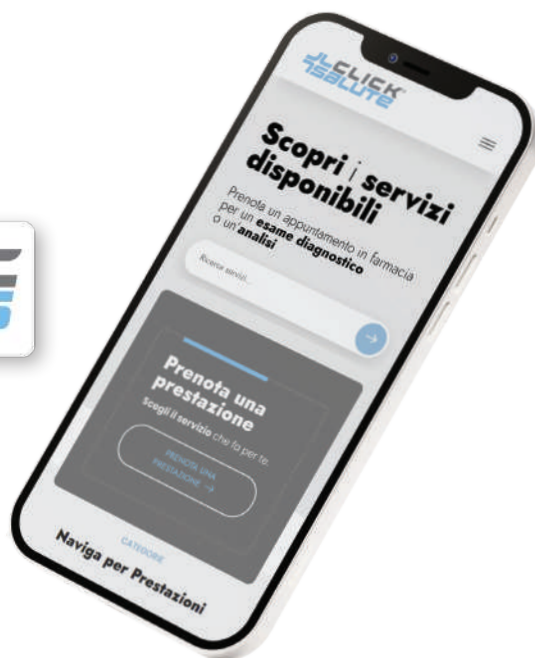 CLICK
SALUTE
Scopri i servizi
disponibili
Prenota un appuntamento in farmacia
per un esame diagnostico
o un'analisi
Ricerca servizi...
Prenota una
prestazione
Scegli il servizio che fa per te.
PRENOTA UNA
PRESTAZIONE →
CATEGORIE
Naviga per Prestazioni